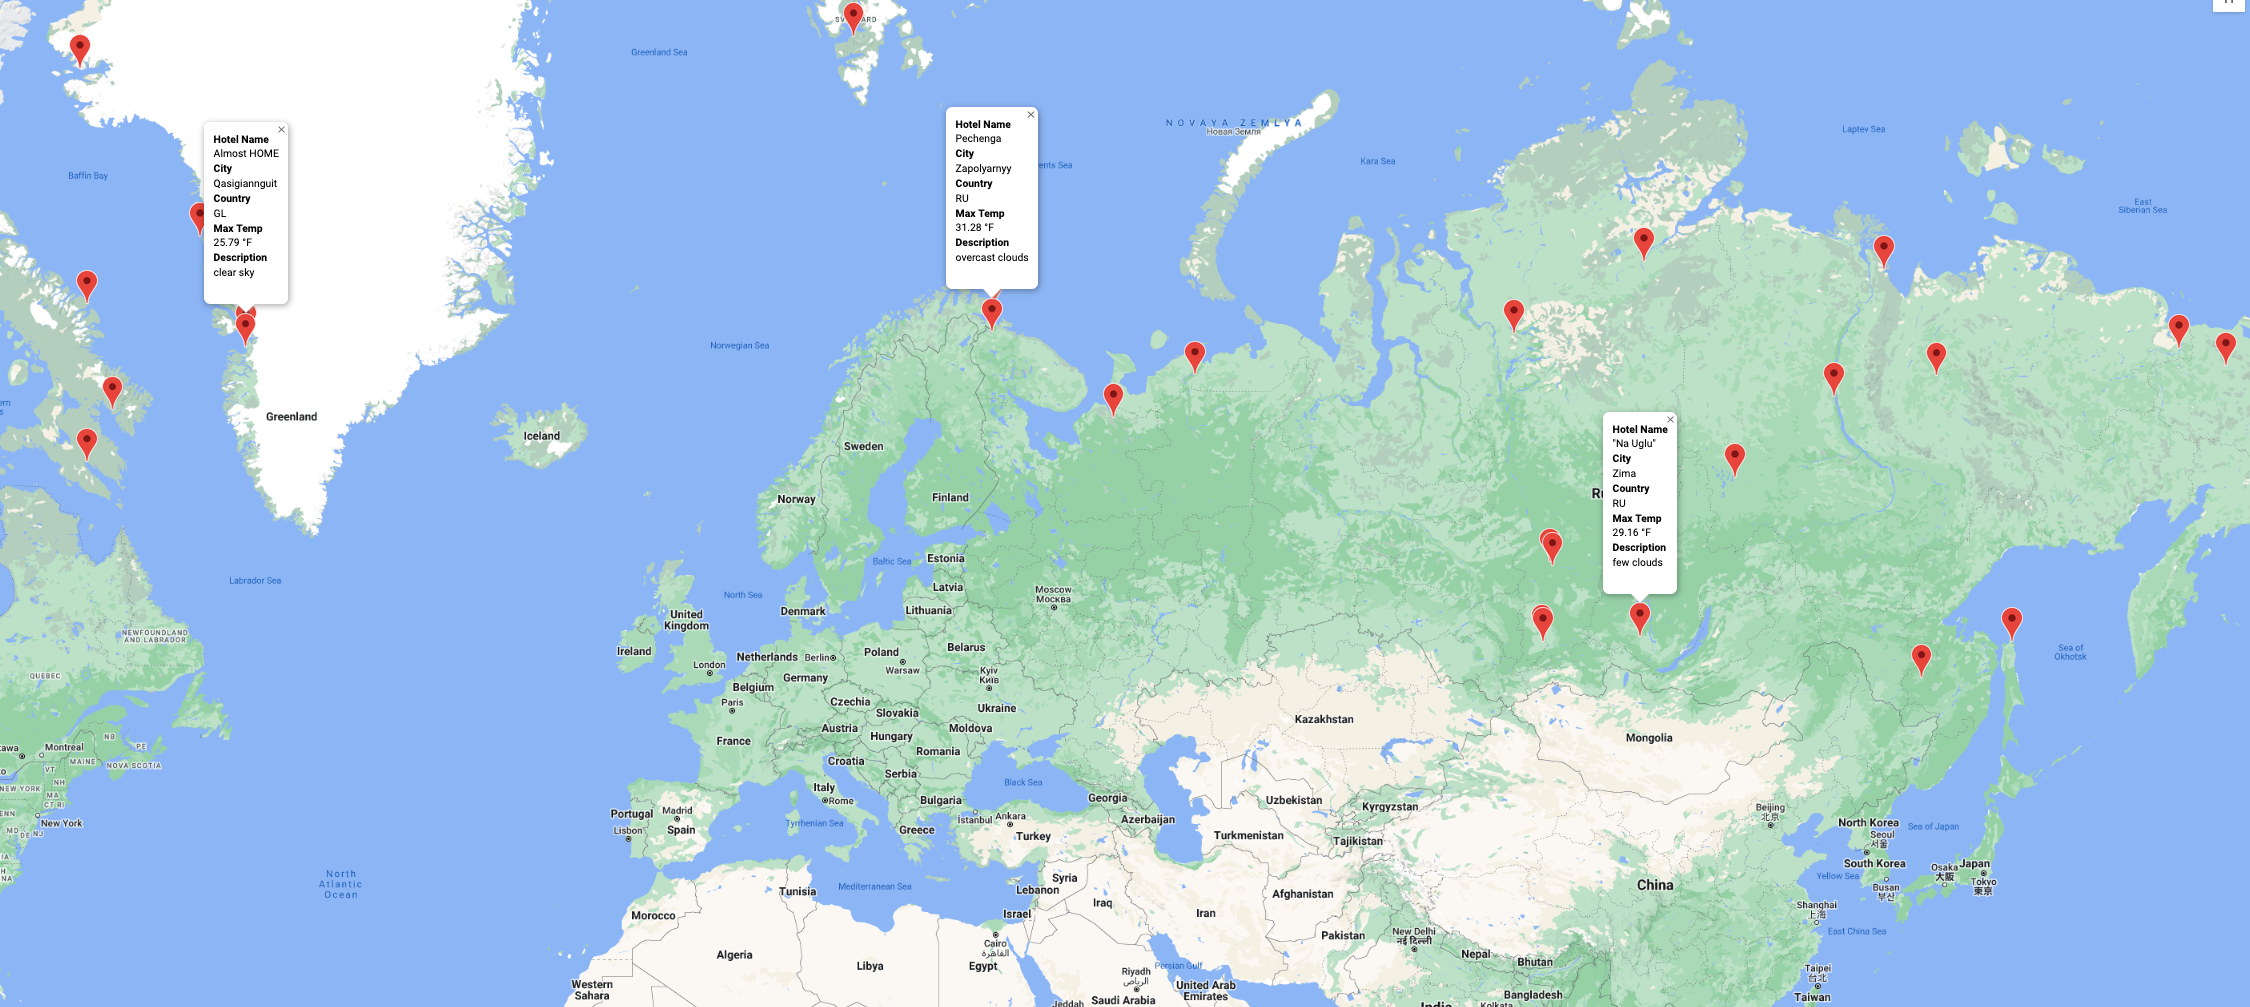 SVALBARD
Greenland Sea
NOVAYA ZEMLYA
Новая Земля
Laptev Sea
Kara Sea
ents Sea
Baffin Bay
East
Siberian Sea
×
Hotel Name
Almost HOME
City
Qasigiannguit
Country
GL
Max Temp
25.79 °F
Description
clear sky
×
Hotel Name
Pechenga
City
Zapolyarnyy
Country
RU
Max Temp
31.28 °F
Description
overcast clouds
×
Hotel Name
"Na Uglu"
City
Zima
Country
RU
Max Temp
29.16 °F
Description
few clouds
Ru
Norwegian Sea
Greenland
Iceland
Sweden
Norway
Finland
Estonia
Baltic Sea
Latvia
Labrador Sea
North Sea
Moscow
Москва
Denmark
Lithuania
United
Kingdom
NEWFOUNDLAND
AND LABRADOR
Ireland
Belarus
Netherlands
Berlin
Poland
Warsaw
London
Germany
Kyiv
Київ
QUEBEC
Belgium
Paris
Czechia
Slovakia
Ukraine
Austria
Moldova
Hungary
France
Romania
Croatia
Serbia
Kazakhstan
Mongolia
Sea of
Okhotsk
NB
PE
tawa
Montreal
MAINE
NOVA SCOTIA
VT
NH
NEW YORK
MA
CT RI
ENN
MD
DE
NJ
New York
Italy
Rome
Black Sea
Bulgaria
Georgia
Istanbul
Ankara
Azerbaijan
Uzbekistan
Kyrgyzstan
Portugal
Madrid
Lisbon
Spain
Tyrrhenian Sea
Greece
Turkey
Turkmenistan
Tajikistan
Beijing
北京
North Korea
Seoul
서울
Sea of Japan
South Korea
Osaka
大阪
Japan
Yellow Sea
Busan
부산
Tokyo
東京
North
Atlantic
Ocean
Tunisia
Mediterranean Sea
Syria
Lebanon
Iraq
Afghanistan
China
Morocco
Israel
Iran
Shanghai
上海
East China Sea
Pakistan
New Delhi
नई दिल्ली
Cairo
القاهرة
Algeria
Libya
Egypt
Nepal
Bhutan
Persian Gulf
Riyadh
الرياض
Taipei
台北
Western
Sahara
United Arab
Emirates
Jeddah
Saudi Arabia
India
Kolkata
Bangladesh
Taiwan